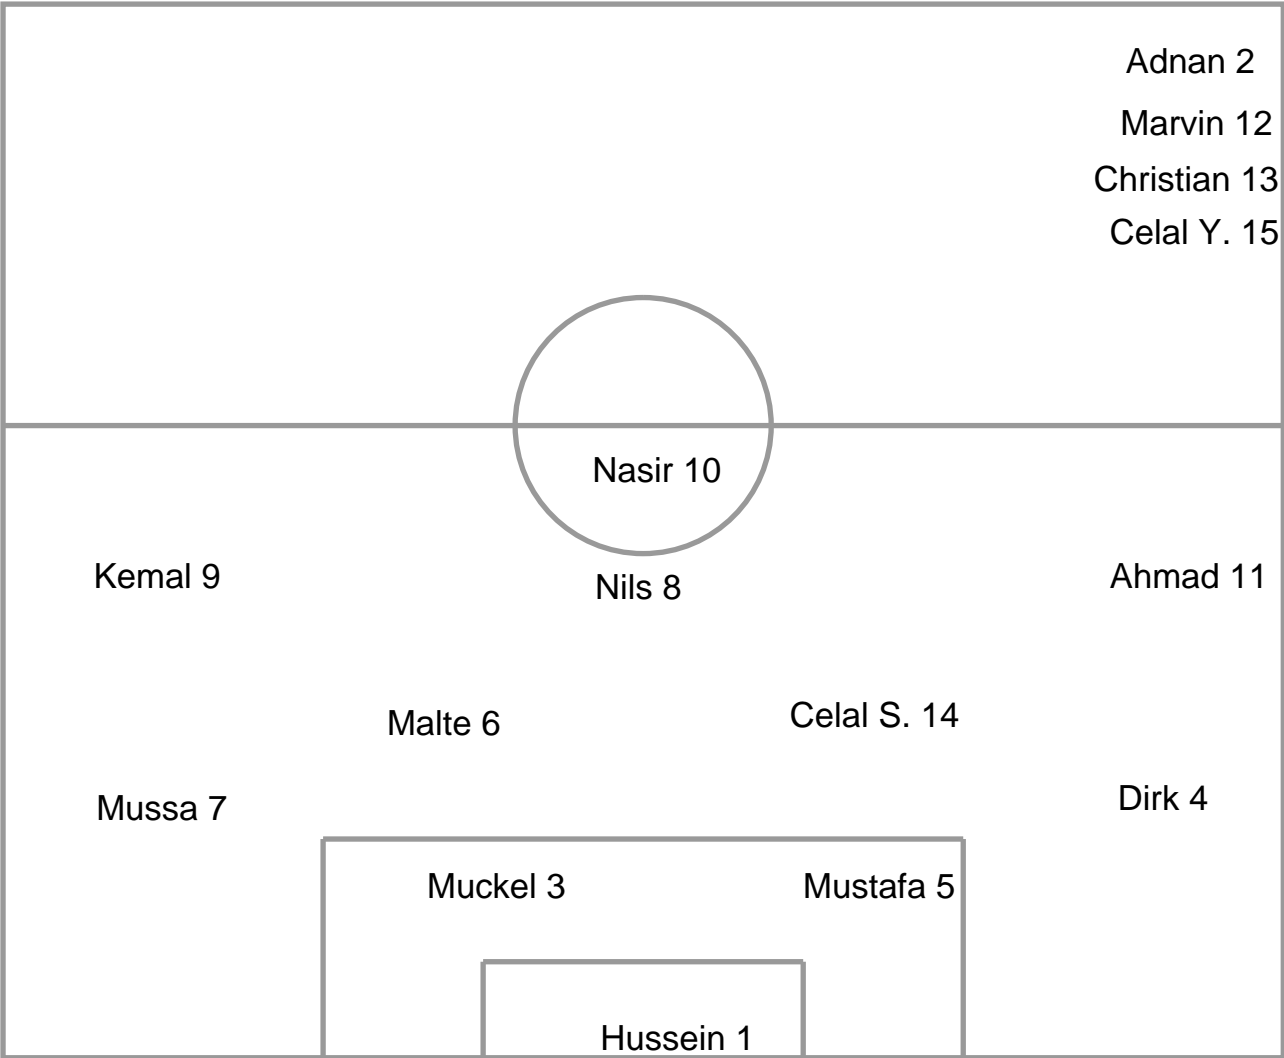 Adnan 2
Marvin 12
Christian 13
Celal Y. 15
Nasir 10
Kemal 9
Nils 8
Ahmad 11
Malte 6
Celal S. 14
Mussa 7
Dirk 4
Muckel 3
Mustafa 5
Hussein 1